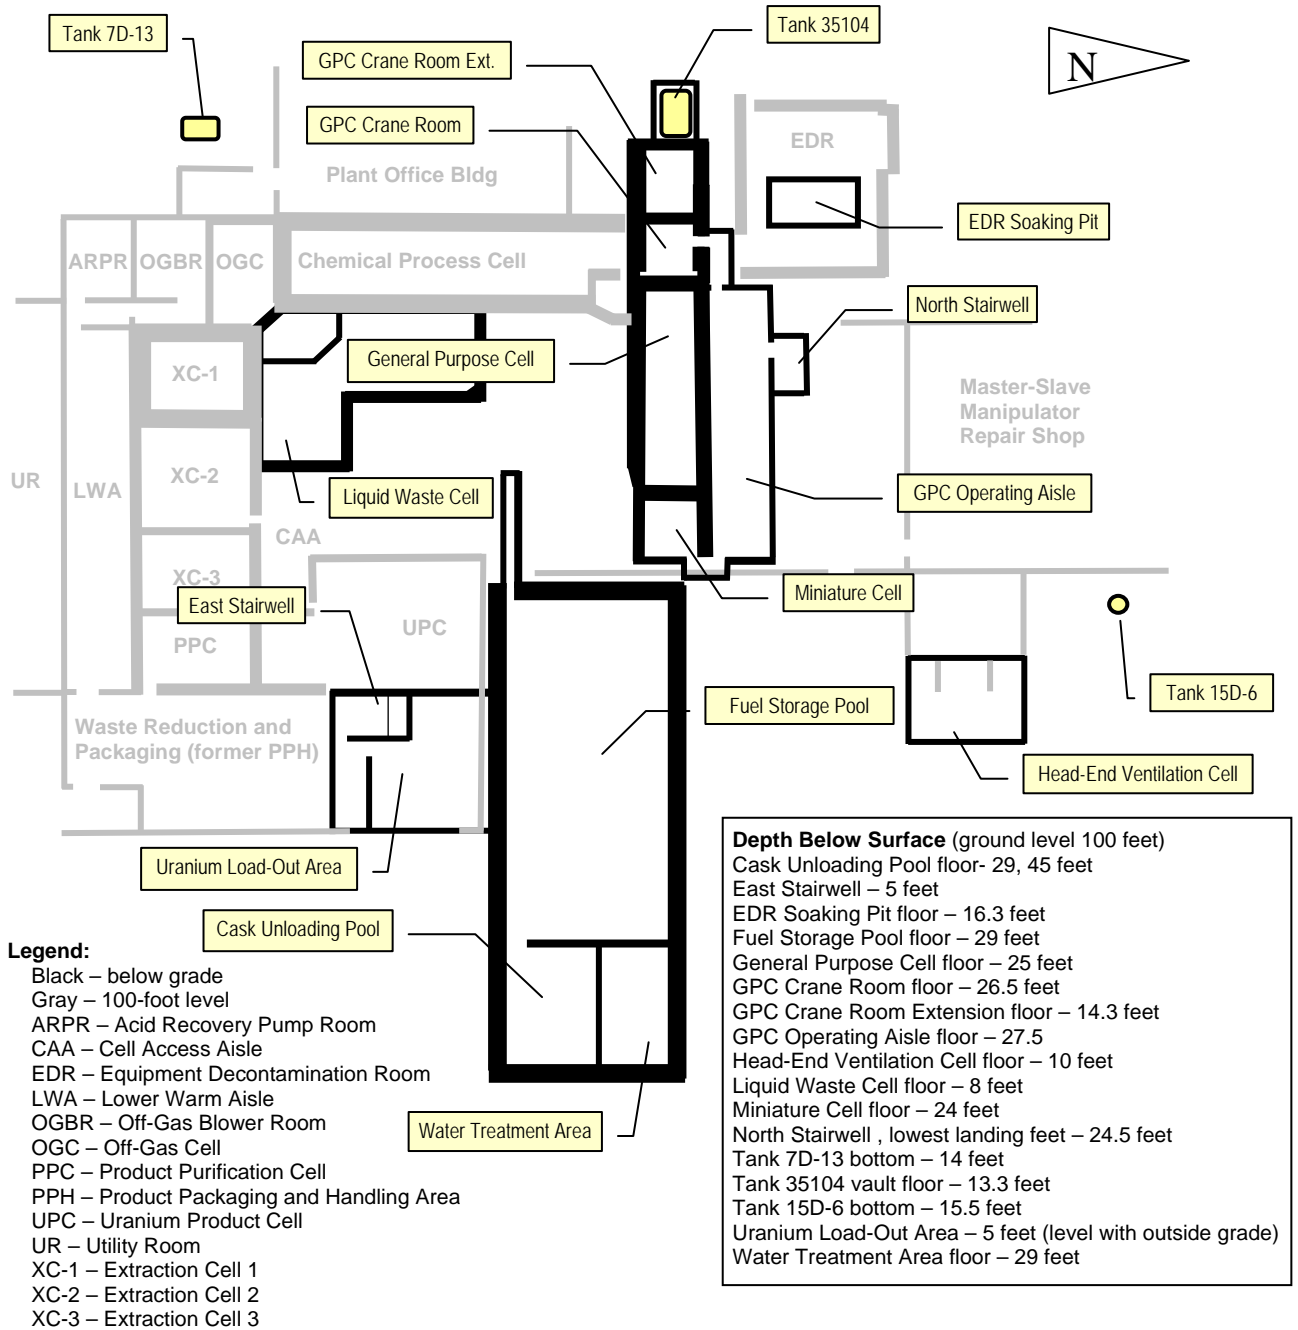 Tank 7D-13
Tank 35104
GPC Crane Room Ext.
N
GPC Crane Room
EDR
Plant Office Bldg
EDR Soaking Pit
ARPR
OGBR
OGC
Chemical Process Cell
North Stairwell
General Purpose Cell
XC-1
Master-Slave
Manipulator
Repair Shop
UR
LWA
XC-2
Liquid Waste Cell
GPC Operating Aisle
CAA
XC-3
East Stairwell
Miniature Cell
UPC
PPC
Tank 15D-6
Fuel Storage Pool
Waste Reduction and
Packaging (former PPH)
Head-End Ventilation Cell
Uranium Load-Out Area
Cask Unloading Pool
Water Treatment Area
Legend:
Black – below grade
Gray – 100-foot level
ARPR – Acid Recovery Pump Room
CAA – Cell Access Aisle
EDR – Equipment Decontamination Room
LWA – Lower Warm Aisle
OGBR – Off-Gas Blower Room
OGC – Off-Gas Cell
PPC – Product Purification Cell
PPH – Product Packaging and Handling Area
UPC – Uranium Product Cell
UR – Utility Room
XC-1 – Extraction Cell 1
XC-2 – Extraction Cell 2
XC-3 – Extraction Cell 3
Depth Below Surface (ground level 100 feet)
Cask Unloading Pool floor- 29, 45 feet
East Stairwell – 5 feet
EDR Soaking Pit floor – 16.3 feet
Fuel Storage Pool floor – 29 feet
General Purpose Cell floor – 25 feet
GPC Crane Room floor – 26.5 feet
GPC Crane Room Extension floor – 14.3 feet
GPC Operating Aisle floor – 27.5
Head-End Ventilation Cell floor – 10 feet
Liquid Waste Cell floor – 8 feet
Miniature Cell floor – 24 feet
North Stairwell , lowest landing feet – 24.5 feet
Tank 7D-13 bottom – 14 feet
Tank 35104 vault floor – 13.3 feet
Tank 15D-6 bottom – 15.5 feet
Uranium Load-Out Area – 5 feet (level with outside grade)
Water Treatment Area floor – 29 feet